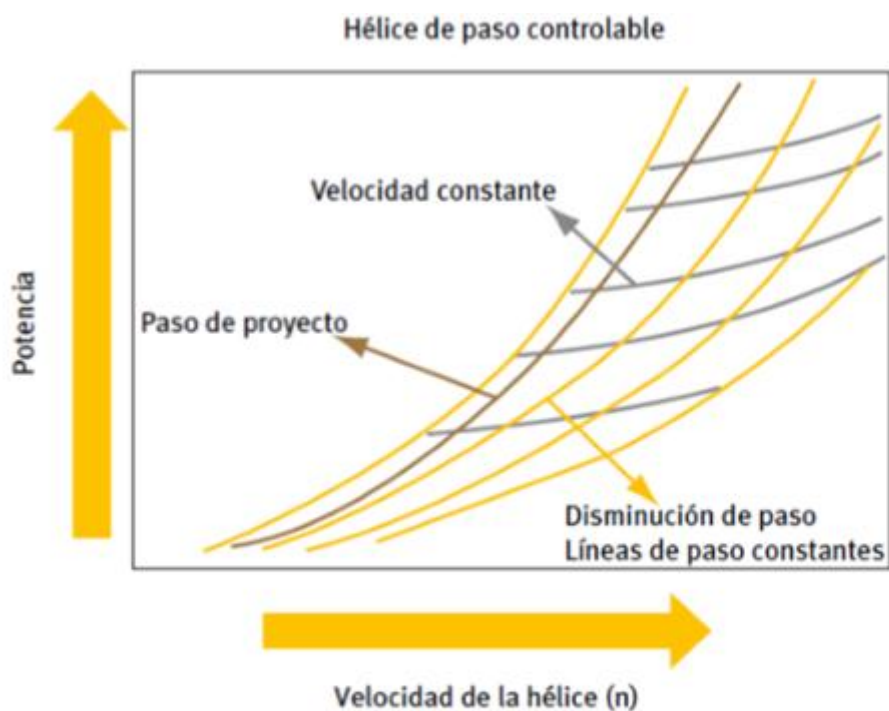 Hélice de paso controlable
Velocidad constante
Paso de proyecto
Potencia
Disminución de paso
Líneas de paso constantes
Velocidad de la hélice (n)